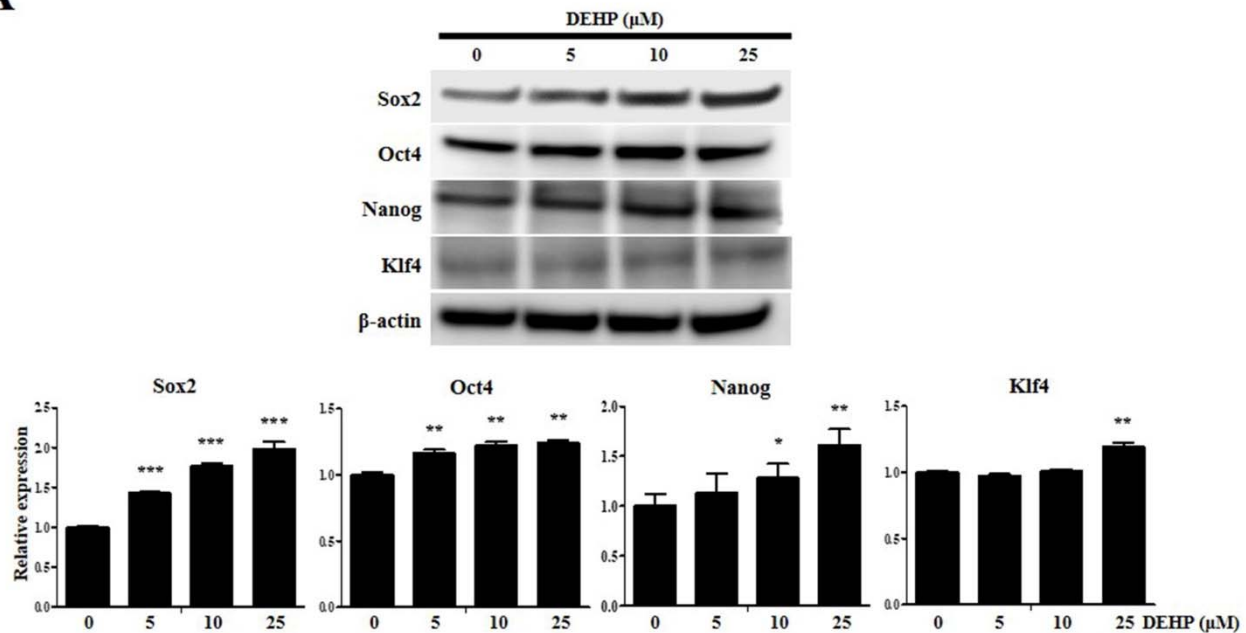 DEHP (μM)
0 5 10 25
Sox2
Oct4
Nanog
Klf4
β-actin
Sox2
Relative expression
2.5
2.0
1.5
1.0
0.5
0.0
*** *** ***
0 5 10 25
Oct4
1.5
1.0
0.5
0.0
** ** **
0 5 10 25
Nanog
2.0
1.5
1.0
0.5
0.0
* **
0 5 10 25
Klf4
1.5
1.0
0.5
0.0
**
0 5 10 25 DEHP (μM)